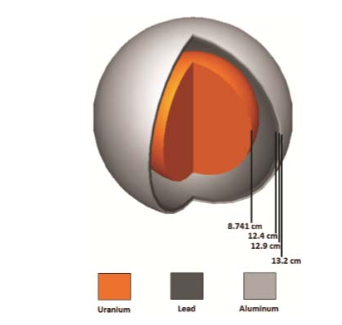 8.741 cm
12.4 cm
12.9 cm
13.2 cm
Uranium Lead Aluminum